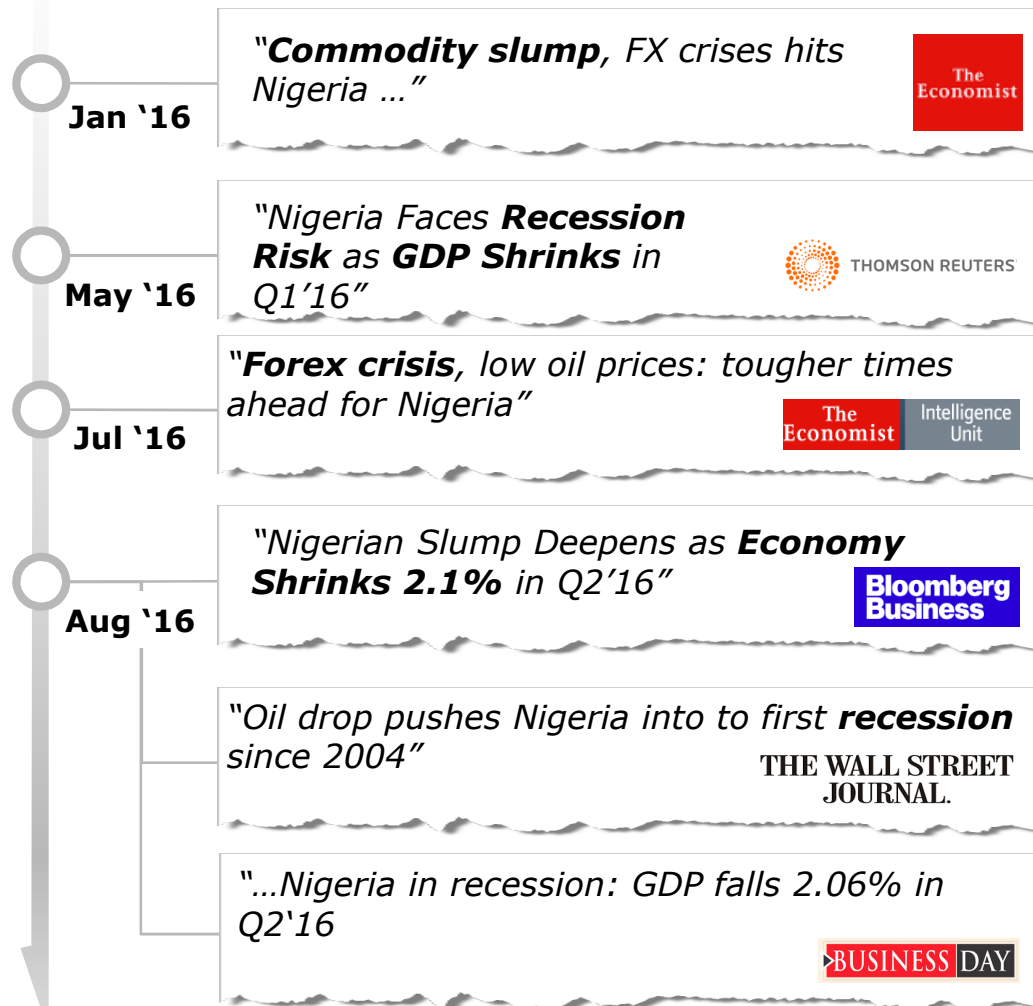 “Commodity slump, FX crises hits
Nigeria …”
The
Economist
Jan ‘16
“Nigeria Faces Recession
Risk as GDP Shrinks in
Q1’16”
THOMSON REUTERS
May ‘16
“Forex crisis, low oil prices: tougher times
ahead for Nigeria”
The
Economist
Intelligence
Unit
Jul ‘16
“Nigerian Slump Deepens as Economy
Shrinks 2.1% in Q2’16”
Bloomberg
Business
Aug ‘16
“Oil drop pushes Nigeria into to first recession
since 2004”
THE WALL STREET
JOURNAL.
“…Nigeria in recession: GDP falls 2.06% in
Q2‘16
BUSINESS DAY